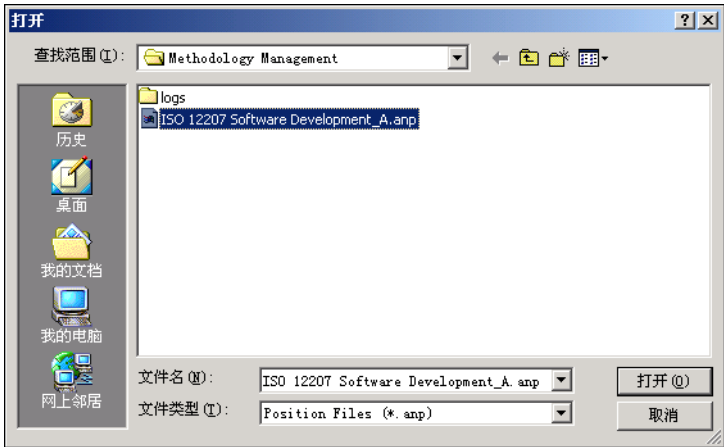 打开
查找范围(I):
Methodology Management
logs
ISO 12207 Software Development_A.anp
历史
桌面
我的文档
我的电脑
网上邻居
文件名(N):
ISO 12207 Software Development_A.anp
打开(O)
文件类型(T):
Position Files (*.anp)
取消